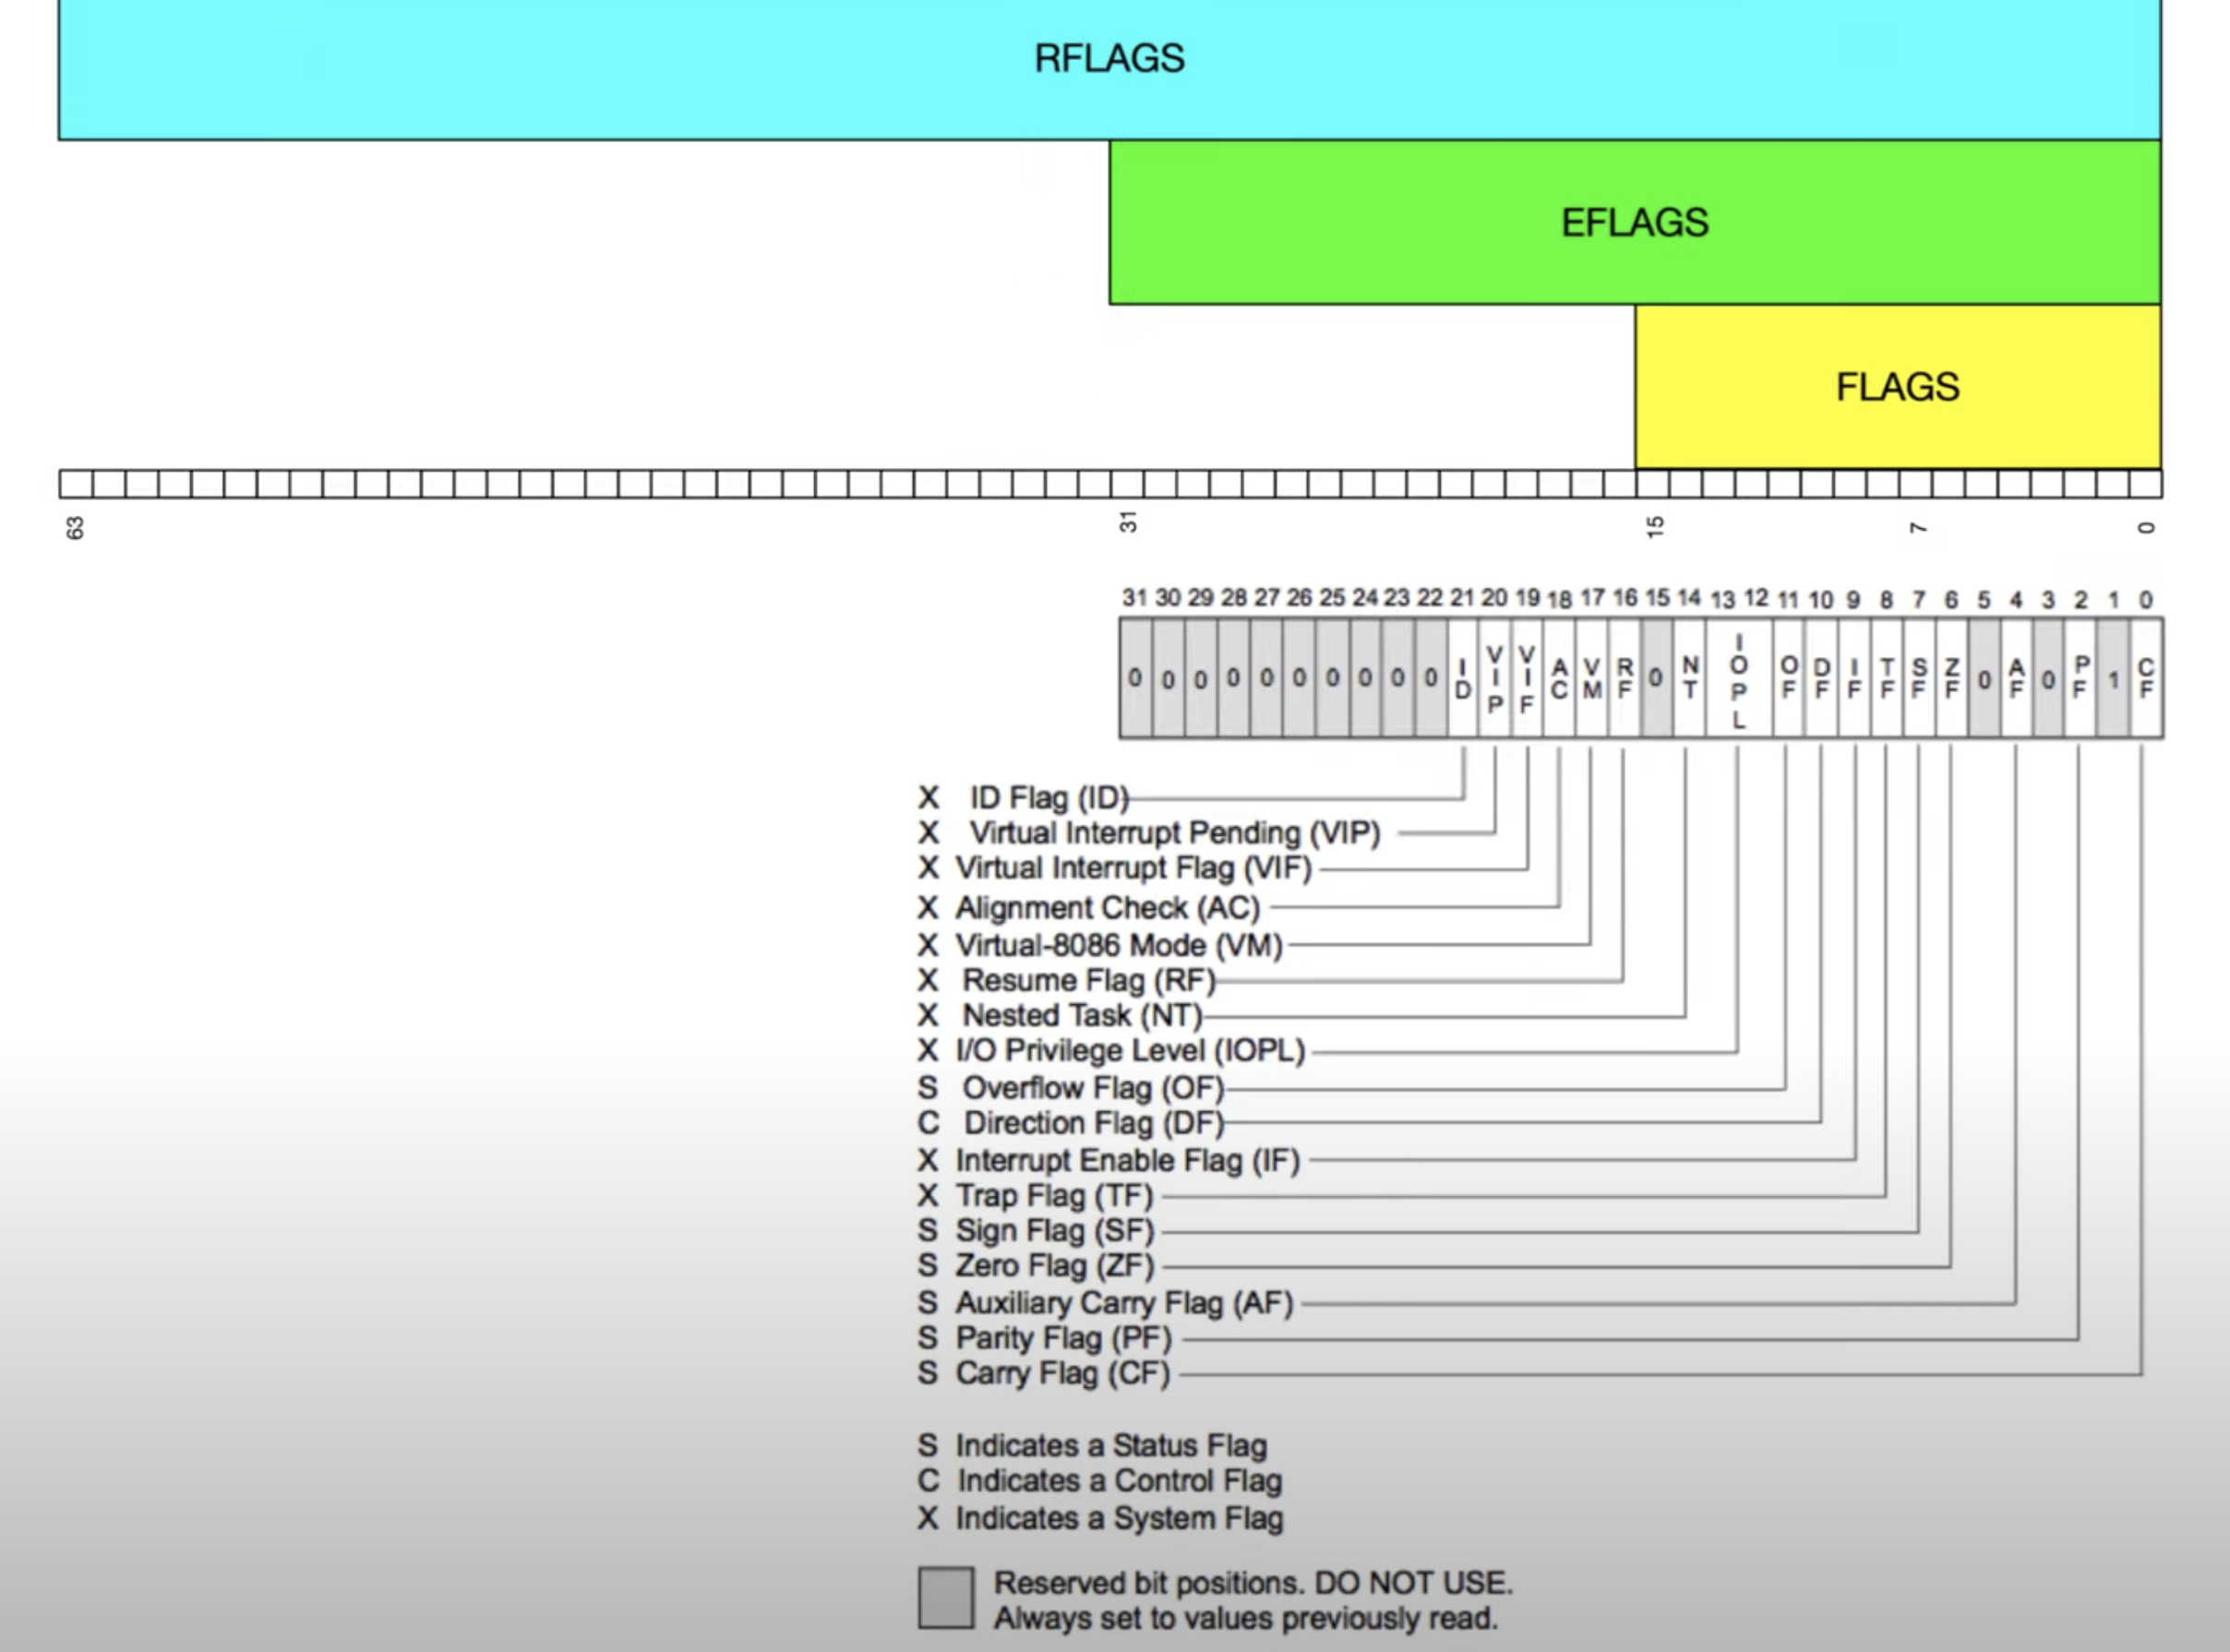 RFLAGS
EFLAGS
FLAGS
63 31 15 7 0
31 30 29 28 27 26 25 24 23 22 21 20 19 18 17 16 15 14 13 12 11 10 9 8 7 6 5 4 3 2 1 0
0 0 0 0 0 0 0 0 0 0 ID VIP VIF AC VM RF 0 NT IOPL OF DF IF TF SF ZF 0 AF 0 PF 1 CF
X ID Flag (ID)
X Virtual Interrupt Pending (VIP)
X Virtual Interrupt Flag (VIF)
X Alignment Check (AC)
X Virtual-8086 Mode (VM)
X Resume Flag (RF)
X Nested Task (NT)
X I/O Privilege Level (IOPL)
S Overflow Flag (OF)
C Direction Flag (DF)
X Interrupt Enable Flag (IF)
X Trap Flag (TF)
S Sign Flag (SF)
S Zero Flag (ZF)
S Auxiliary Carry Flag (AF)
S Parity Flag (PF)
S Carry Flag (CF)
S Indicates a Status Flag
C Indicates a Control Flag
X Indicates a System Flag
Reserved bit positions. DO NOT USE.
Always set to values previously read.